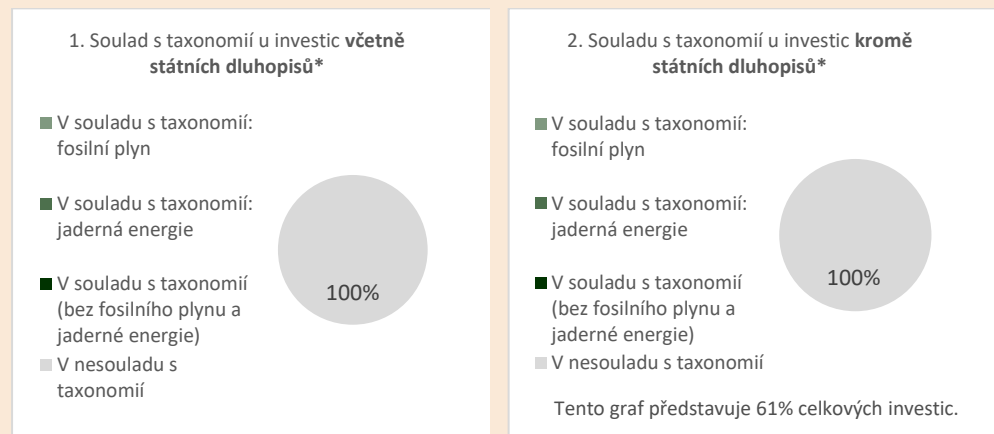 1. Soulad s taxonomií u investic včetně
státních dluhopisů*
V souladu s taxonomií:
fosilní plyn
V souladu s taxonomií:
jaderná energie
V souladu s taxonomií
(bez fosilního plynu a
jaderné energie)
V nesouladu s
taxonomií
100%
2. Souladu s taxonomií u investic kromě
státních dluhopisů*
V souladu s taxonomií:
fosilní plyn
V souladu s taxonomií:
jaderná energie
V souladu s taxonomií
(bez fosilního plynu a
jaderné energie)
V nesouladu s taxonomií
100%
Tento graf představuje 61% celkových investic.